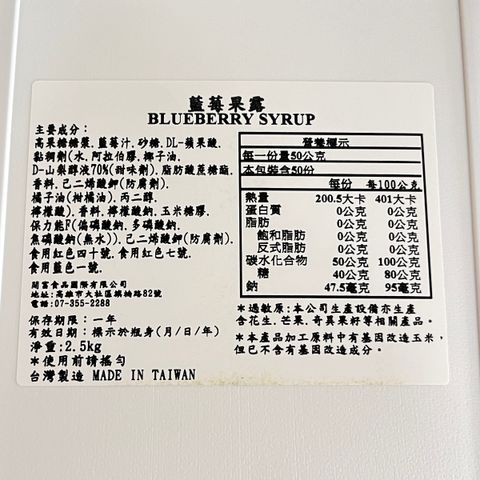 藍莓果露
BLUEBERRY SYRUP
主要成分：
高果糖糖漿,藍莓汁,砂糖,DL-蘋果酸,
黏稠劑(水,阿拉伯膠,椰子油,
D-山梨醇液70%(甜味劑),脂肪酸蔗糖酯,
香料,己二烯酸鉀(防腐劑),
橘子油(柑橘油),丙二醇,
檸檬酸),香料,檸檬酸鈉,玉米糖膠,
保力能F(偏磷酸鈉,多磷酸鈉,
焦磷酸鈉(無水)),己二烯酸鉀(防腐劑),
食用紅色四十號,食用紅色七號,
食用藍色一號.
開富食品國際有限公司
地址:高雄市大社區旗楠路82號
電話:07-355-2288
保存期限：一年
有效日期：標示於瓶身(月/日/年)
淨重:2.5kg
*使用前請搖勻
台灣製造 MADE IN TAIWAN
營養標示
每一份量50公克
本包裝含50份
每份 每100公克
熱量 200.5大卡 401大卡
蛋白質 0公克 0公克
脂肪 0公克 0公克
飽和脂肪 0公克 0公克
反式脂肪 0公克 0公克
碳水化合物 50公克 100公克
糖 40公克 80公克
鈉 47.5毫克 95毫克
*過敏原:本公司生產設備亦生產
含花生,芒果,奇異果籽等相關產品.
*本產品加工原料中有基因改造玉米,
但已不含有基因改造成分.